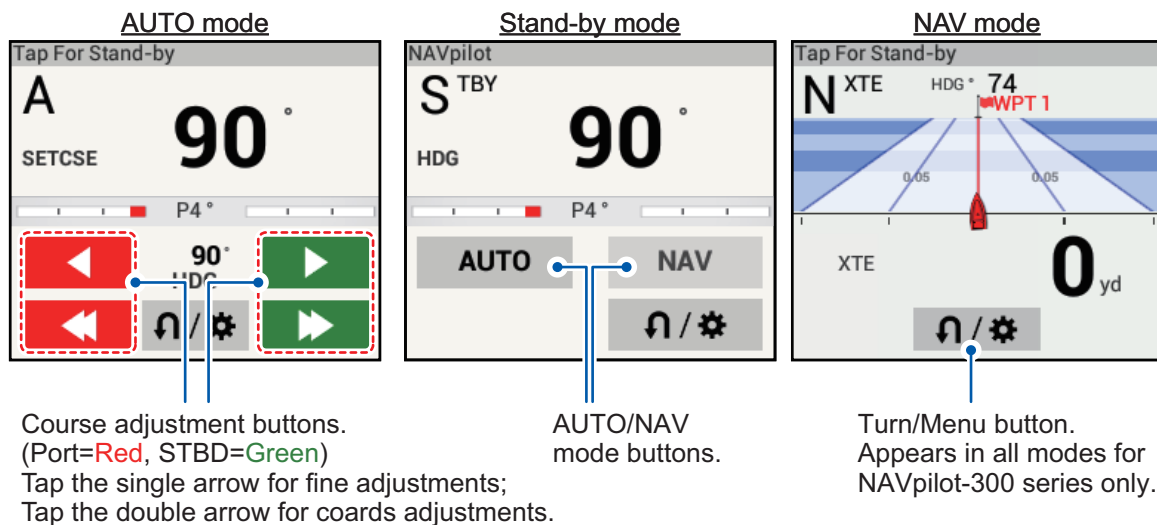 AUTO mode
Tap For Stand-by
A
90°
SETCSE
P4°
90°
HDG
/
Course adjustment buttons.
(Port=Red, STBD=Green)
Tap the single arrow for fine adjustments;
Tap the double arrow for coards adjustments.
Stand-by mode
NAVpilot
S TBY
90°
HDG
P4°
AUTO
NAV
/
AUTO/NAV
mode buttons.
NAV mode
Tap For Stand-by
N XTE HDG° 74
WPT 1
0.05 0.05
XTE 0 yd
/
Turn/Menu button.
Appears in all modes for
NAVpilot-300 series only.